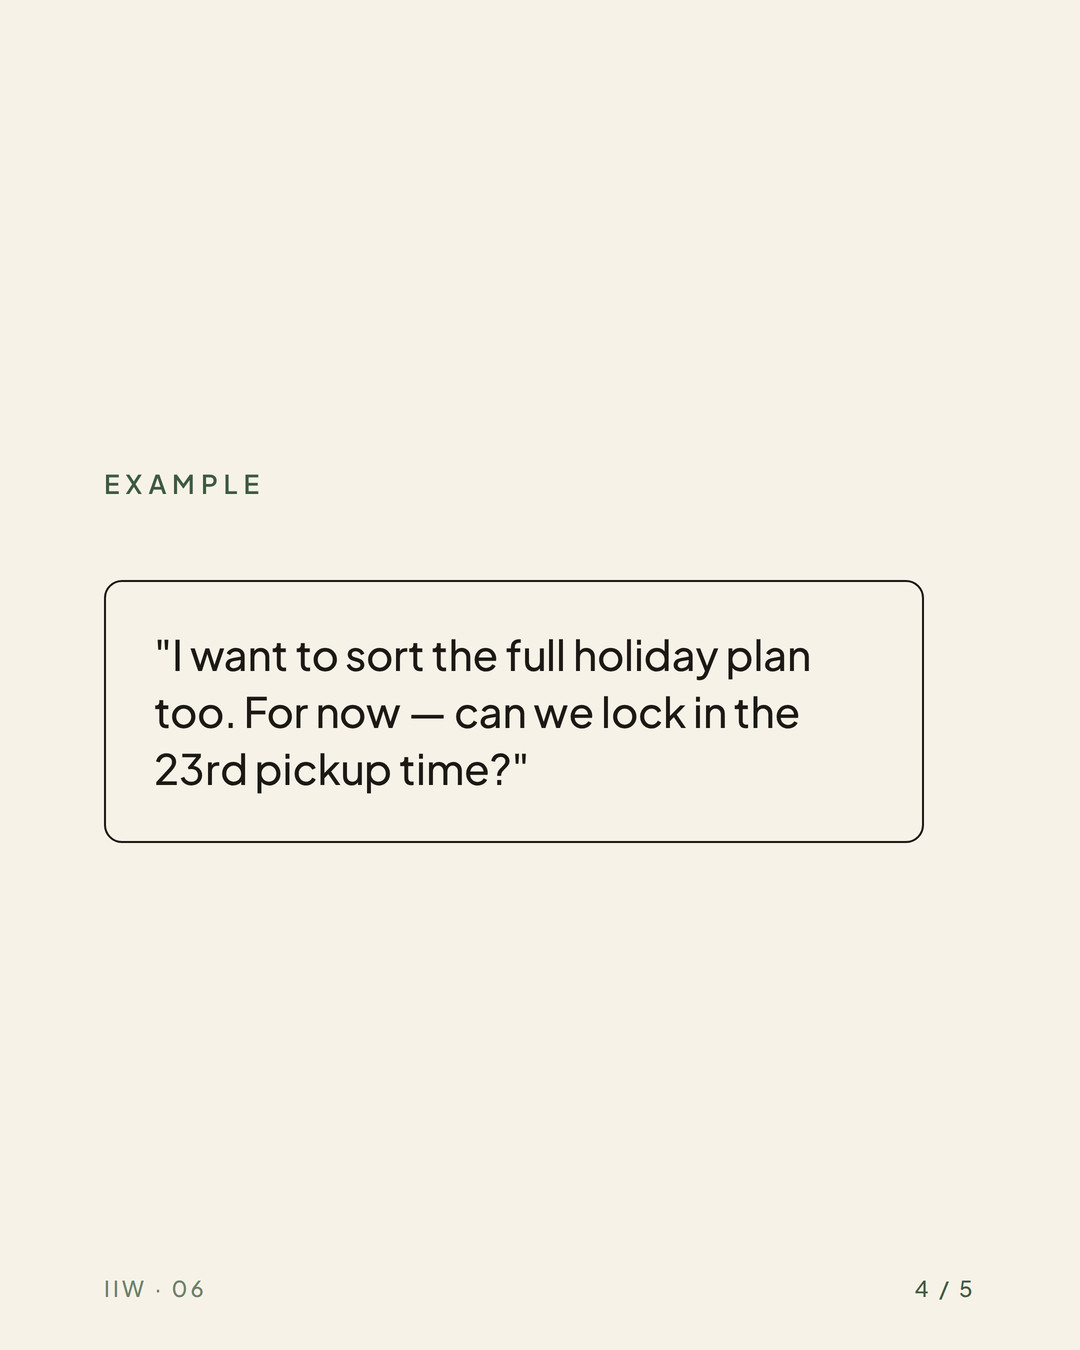 EXAMPLE
"I want to sort the full holiday plan
too. For now — can we lock in the
23rd pickup time?"
IIW · 06
4 / 5